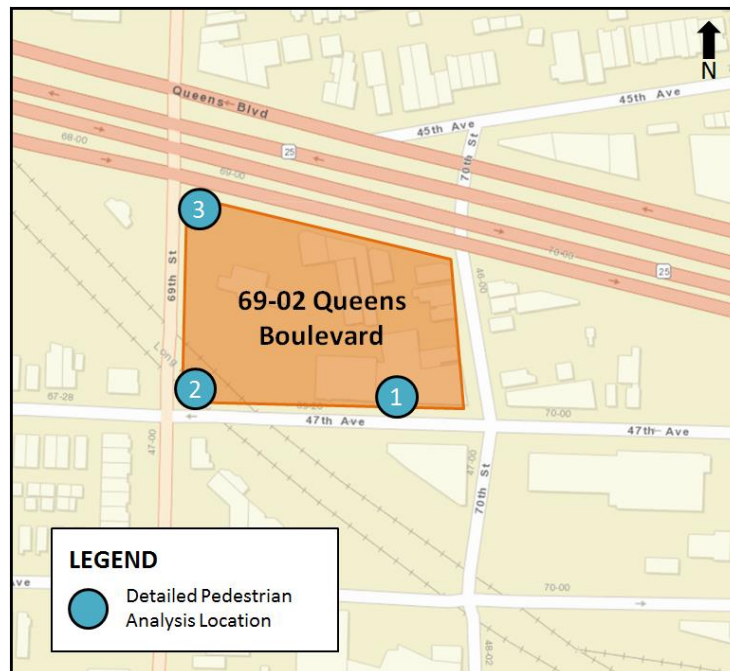 N
Queens Blvd
45th Ave
45th Ave
70th St
25
68-00
69-00
3
69th St
69-02 Queens
Boulevard
70-00
25
46-00
Long
67-28
2
1
47th Ave
70-00
47th Ave
47-00
47-00
70th St
LEGEND
Detailed Pedestrian
Analysis Location
Ave
70-00
48-02